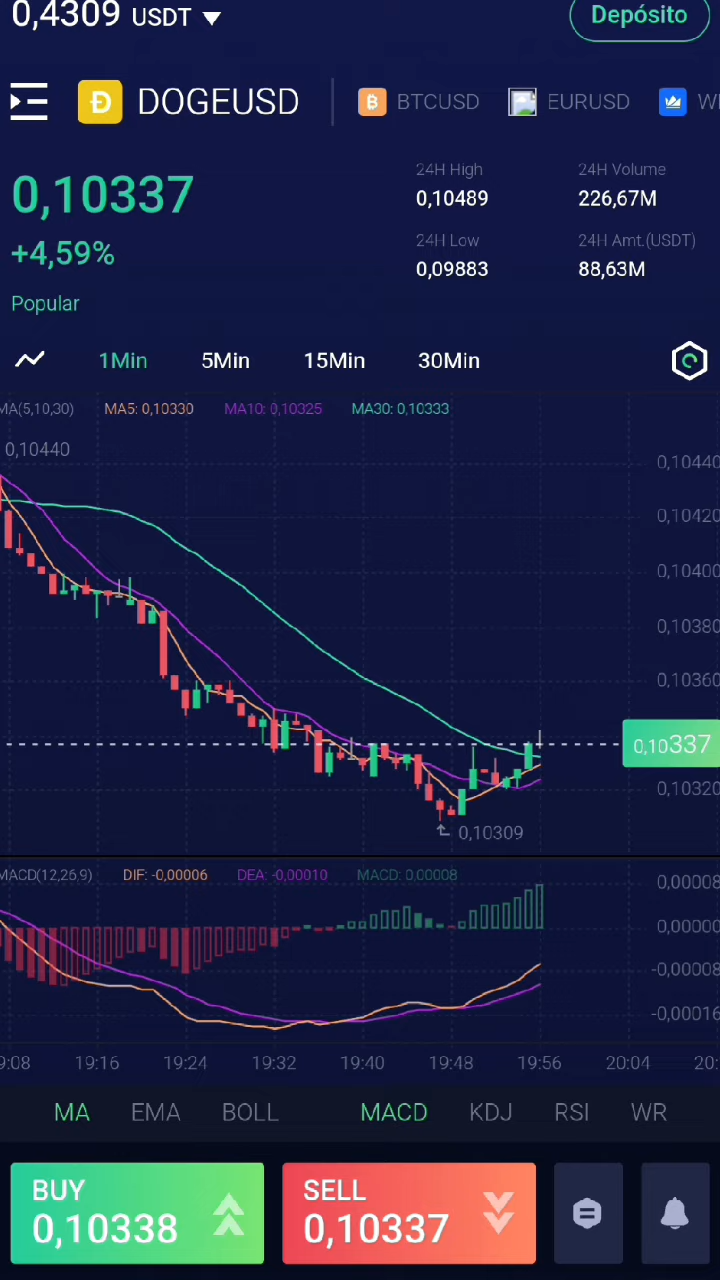 0,4309 USDT
Depósito
DOGEUSD
BTCUSD
EURUSD
24H High
24H Volume
0,10337
0,10489
226,67M
+4,59%
24H Low
24H Amt.(USDT)
0,09883
88,63M
Popular
1Min 5Min 15Min 30Min
MA(5,10,30) MA5: 0,10330 MA10: 0,10325 MA30: 0,10333
0,10440
0,10440
0,10420
0,10400
0,10380
0,10360
0,10337
0,10320
0,10309
MACD(12,26,9) DIF: -0,00006 DEA: -0,00010 MACD: 0,00008
0,00008
0,00000
-0,00008
-0,00016
9:08 19:16 19:24 19:32 19:40 19:48 19:56 20:04 20:
MA EMA BOLL MACD KDJ RSI WR
BUY
0,10338
SELL
0,10337